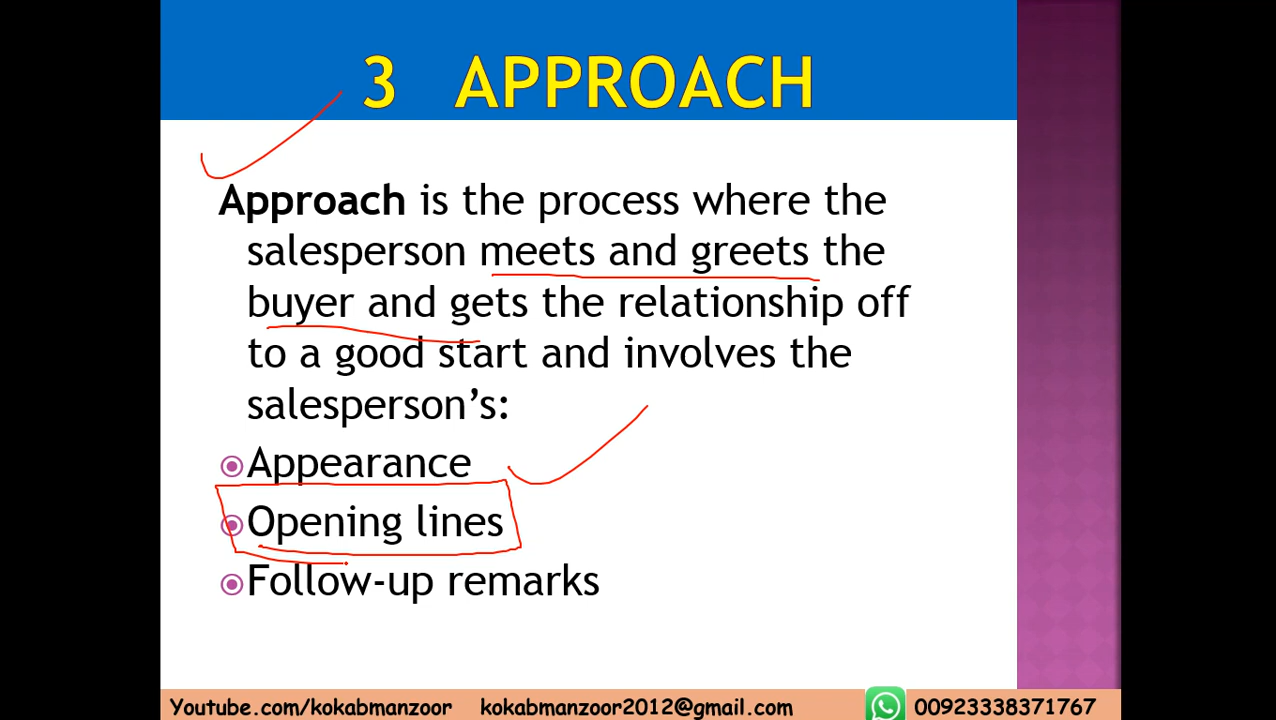 3 APPROACH
Approach is the process where the
salesperson meets and greets the
buyer and gets the relationship off
to a good start and involves the
salesperson’s:
Appearance
Opening lines
Follow-up remarks
Youtube.com/kokabmanzoor kokabmanzoor2012@gmail.com 00923338371767